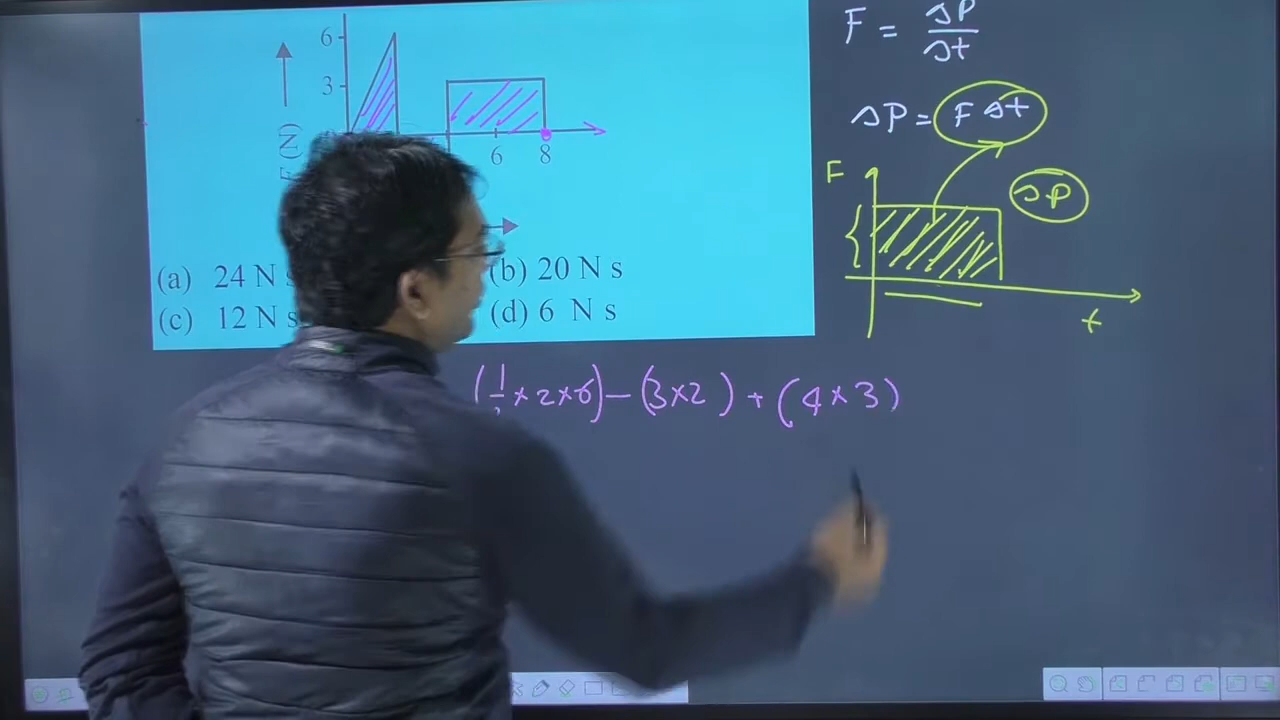 6
3
F (N)
6 8
(a) 24 N s (b) 20 N s
(c) 12 N s (d) 6 N s
F = ΔP/Δt
ΔP = F Δt
F
ΔP
t
(1/2 × 2 × 6) - (3 × 2) + (4 × 3)